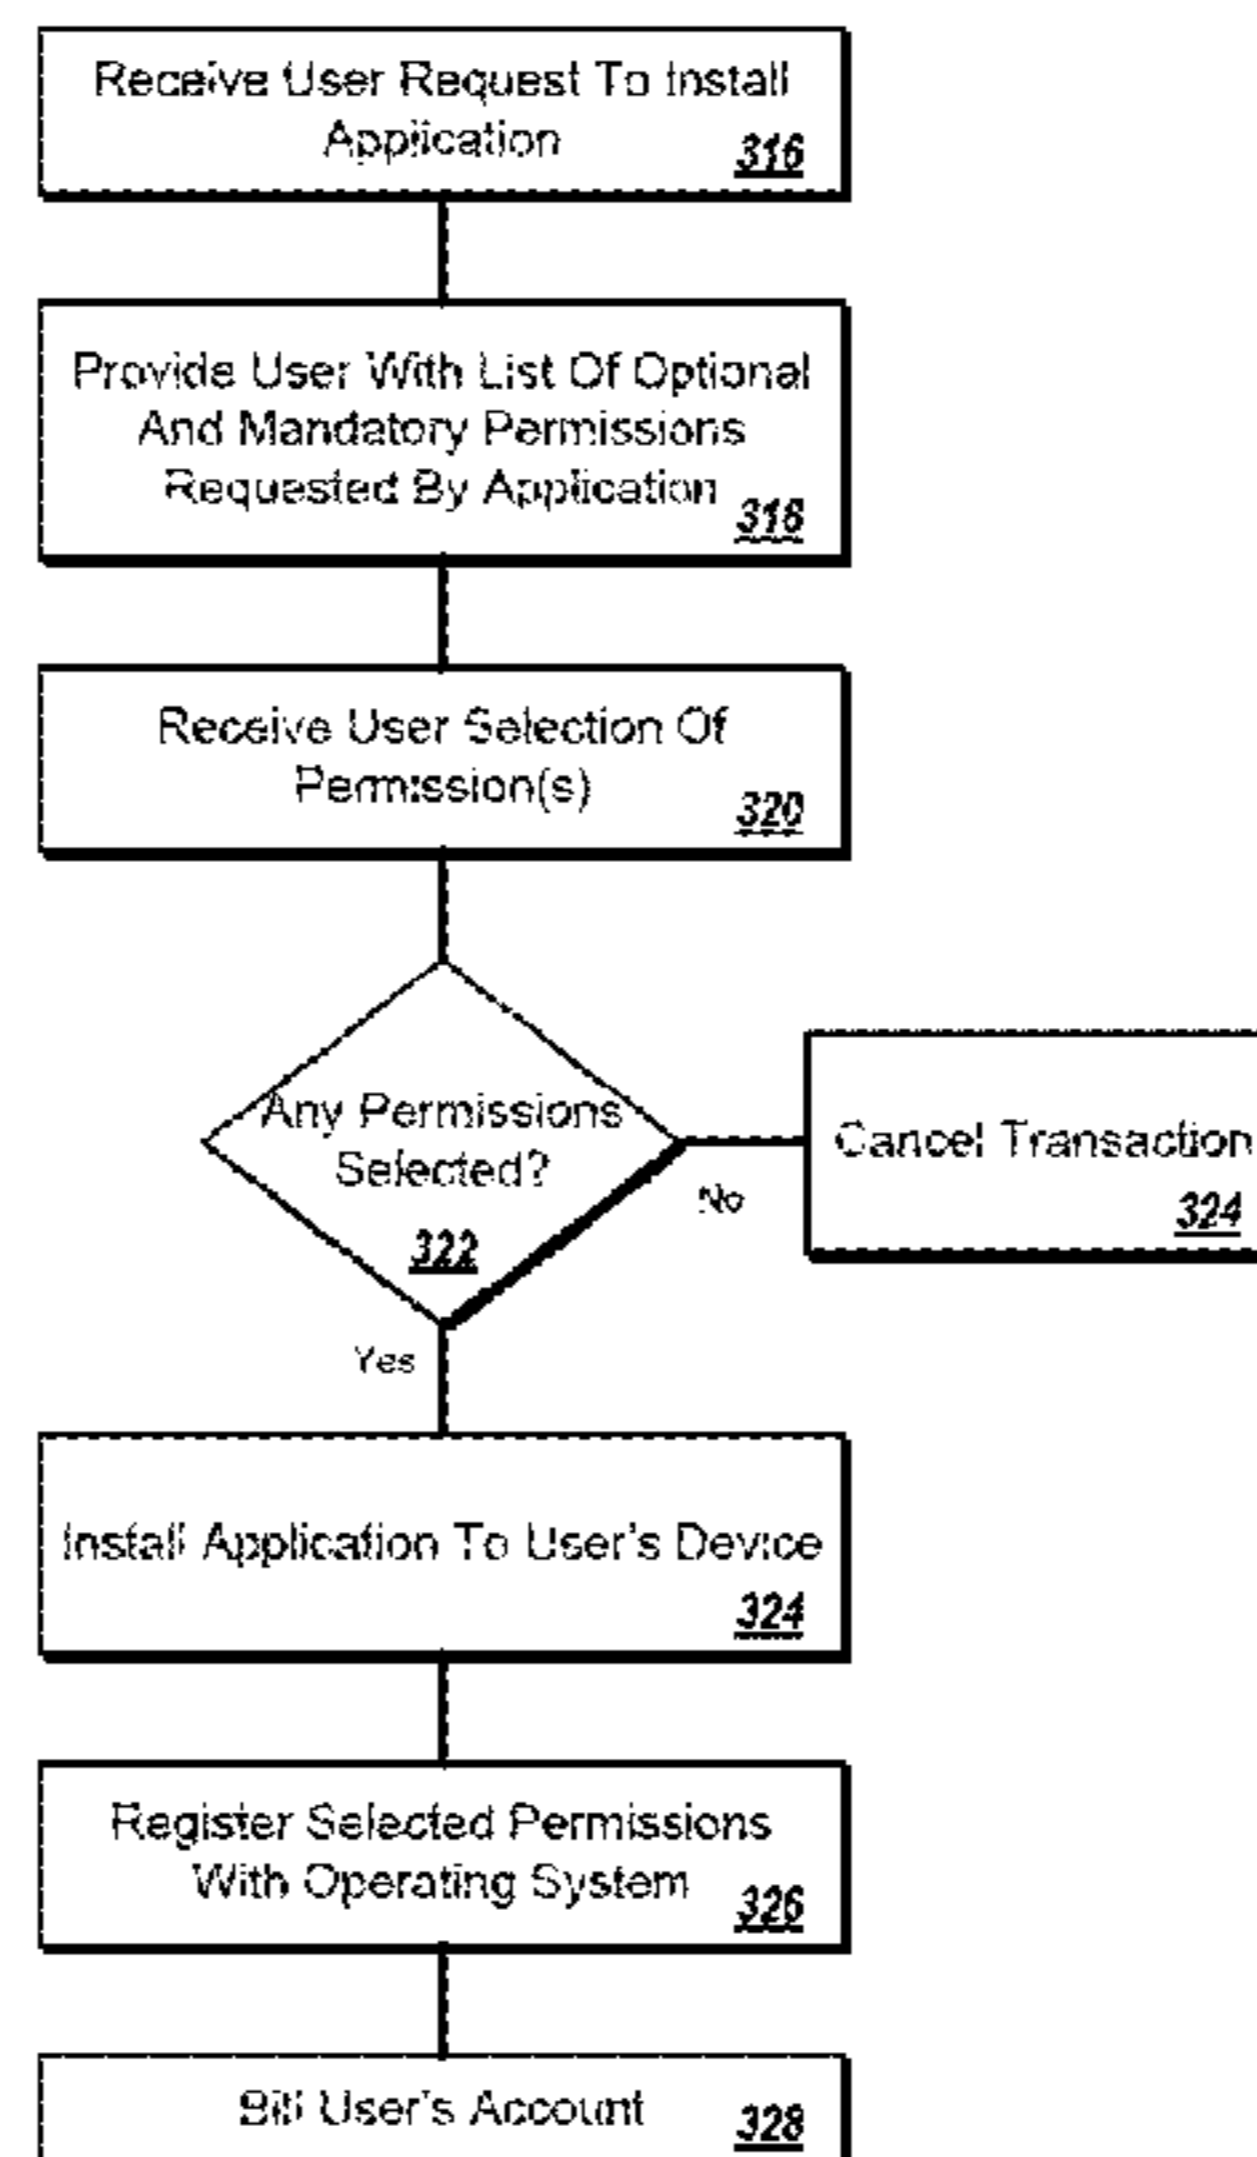 Receive User Request To Install
Application
316
Provide User With List Of Optional
And Mandatory Permissions
Requested By Application
318
Receive User Selection Of
Permission(s)
320
Any Permissions
Selected?
322
No
Cancel Transaction
324
Yes
Install Application To User's Device
324
Register Selected Permissions
With Operating System
326
Bill User's Account
328